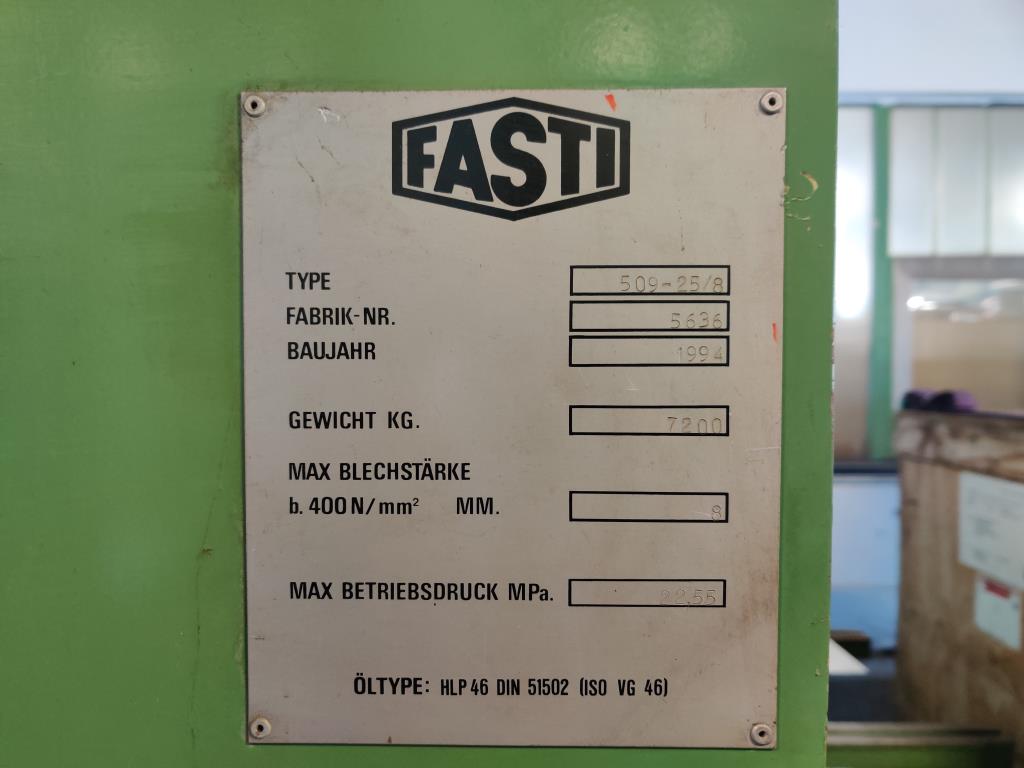 FASTI
TYPE 509-25/8
FABRIK-NR. 5636
BAUJAHR 1994
GEWICHT KG. 7200
MAX BLECHSTÄRKE
b. 400 N/mm² MM. 8
MAX BETRIEBSDRUCK MPa. 22.55
ÖLTYPE: HLP 46 DIN 51502 (ISO VG 46)